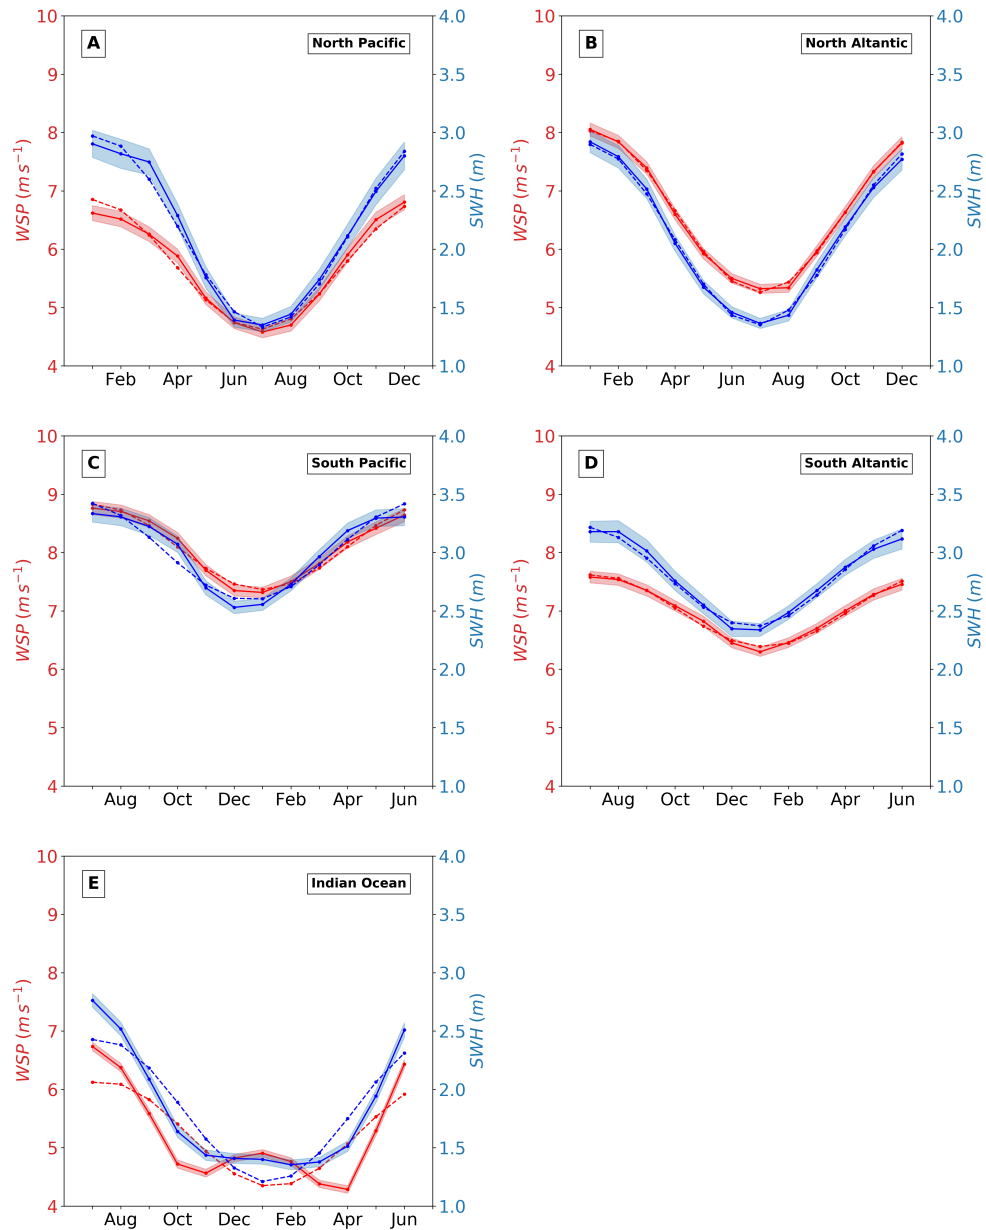 A
North Pacific
10
9
8
7
6
5
4
WSP (m s⁻¹)
4.0
3.5
3.0
2.5
2.0
1.5
1.0
SWH (m)
Feb Apr Jun Aug Oct Dec
B
North Altantic
10
9
8
7
6
5
4
WSP (m s⁻¹)
4.0
3.5
3.0
2.5
2.0
1.5
1.0
SWH (m)
Feb Apr Jun Aug Oct Dec
C
South Pacific
10
9
8
7
6
5
4
WSP (m s⁻¹)
4.0
3.5
3.0
2.5
2.0
1.5
1.0
SWH (m)
Aug Oct Dec Feb Apr Jun
D
South Altantic
10
9
8
7
6
5
4
WSP (m s⁻¹)
4.0
3.5
3.0
2.5
2.0
1.5
1.0
SWH (m)
Aug Oct Dec Feb Apr Jun
E
Indian Ocean
10
9
8
7
6
5
4
WSP (m s⁻¹)
4.0
3.5
3.0
2.5
2.0
1.5
1.0
SWH (m)
Aug Oct Dec Feb Apr Jun